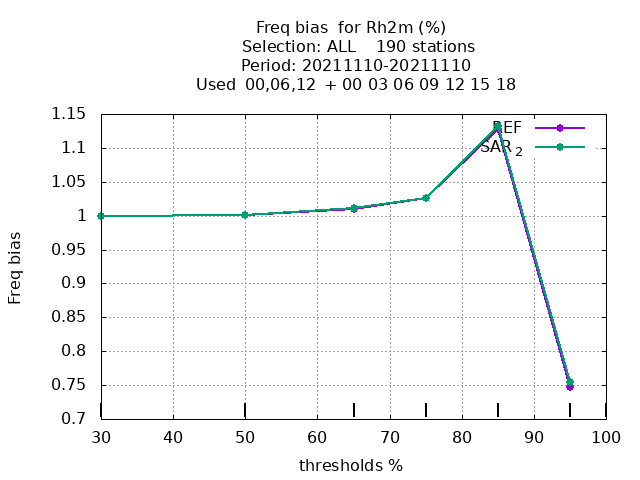 Freq bias  for Rh2m (%)
Selection: ALL    190 stations
Period: 20211110-20211110
Used  00,06,12  + 00 03 06 09 12 15 18
1.15
REF
1.1
SAR 2
1.05
1
0.95
Freq bias
0.9
0.85
0.8
0.75
0.7
30 40 50 60 70 80 90 100
thresholds %